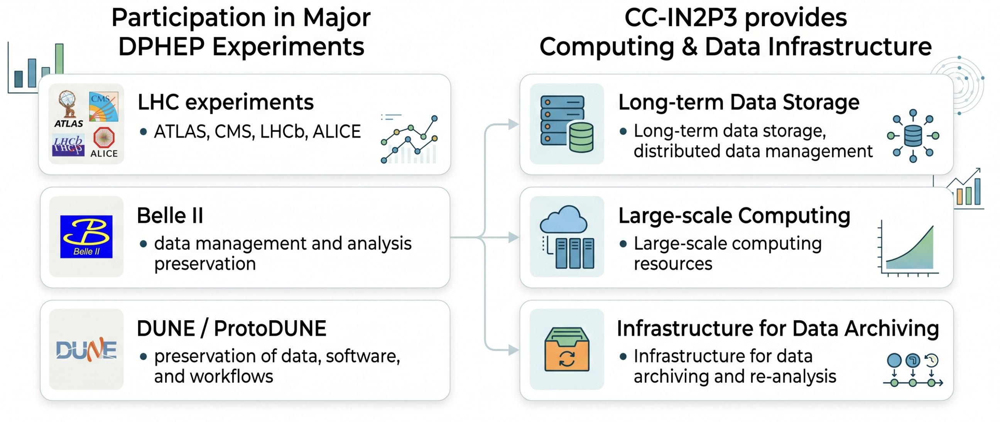 Participation in Major
DPHEP Experiments
ATLAS
CMS
LHCb
ALICE
LHC experiments
• ATLAS, CMS, LHCb, ALICE
Belle II
Belle II
• data management and analysis
preservation
DUNE
DUNE / ProtoDUNE
• preservation of data, software,
and workflows
CC-IN2P3 provides
Computing & Data Infrastructure
Long-term Data Storage
• Long-term data storage,
distributed data management
Large-scale Computing
• Large-scale computing
resources
Infrastructure for Data Archiving
• Infrastructure for data
archiving and re-analysis